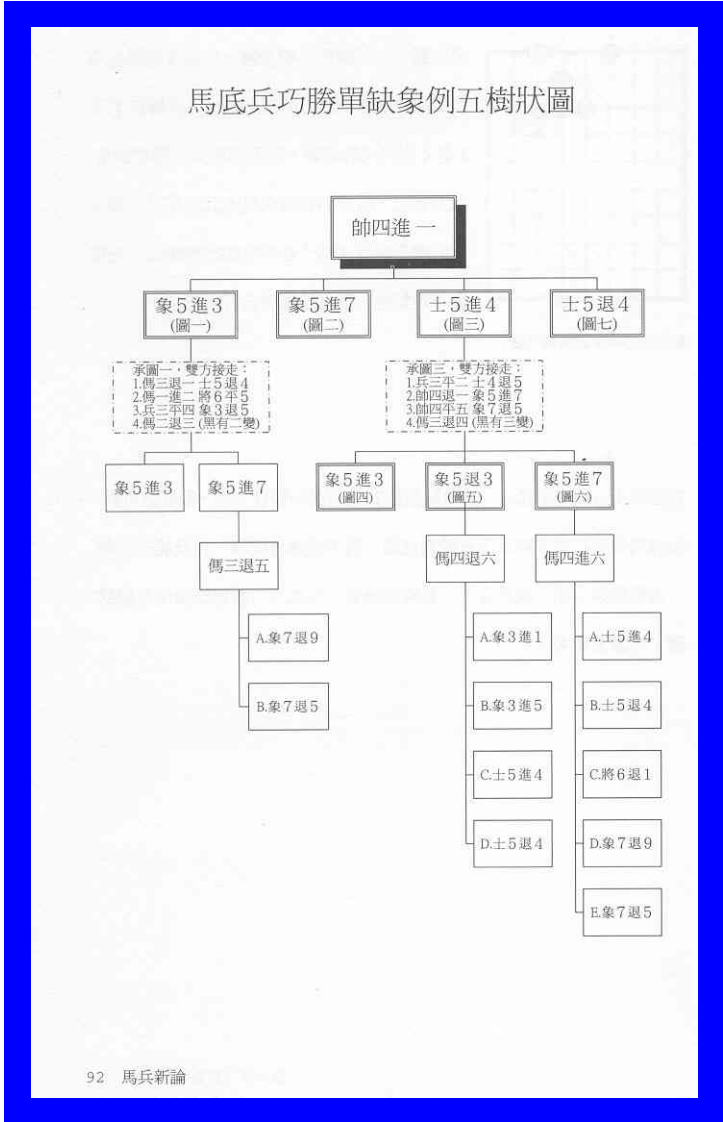 馬底兵巧勝單缺象例五樹狀圖
帥四進一
象5進3
(圖一)
象5進7
(圖二)
士5進4
(圖三)
士5退4
(圖七)
承圖一，雙方接走：
1.傌三退一 士5退4
2.傌一進二 將6平5
3.兵三平四 象3退5
4.傌二退三 (黑有二變)
承圖三，雙方接走：
1.兵三平二 士4退5
2.帥四退一 象5進7
3.帥四平五 象7退5
4.傌三退四 (黑有三變)
象5進3
象5進7
象5進3
(圖四)
象5退3
(圖五)
象5進7
(圖六)
傌三退五
傌四退六
傌四進六
A.象7退9
B.象7退5
A.象3進1
B.象3進5
C.士5進4
D.士5退4
A.士5進4
B.士5退4
C.將6退1
D.象7退9
E.象7退5
92 馬兵新論